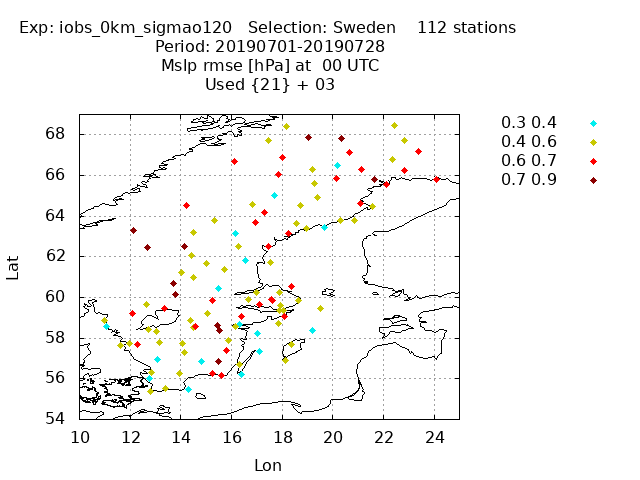 Exp: iobs_0km_sigmao120   Selection: Sweden    112 stations
Period: 20190701-20190728
Mslp rmse [hPa] at  00 UTC
Used {21} + 03
0.3 0.4
0.4 0.6
0.6 0.7
0.7 0.9
68
66
64
62
60
58
56
54
Lat
10 12 14 16 18 20 22 24
Lon